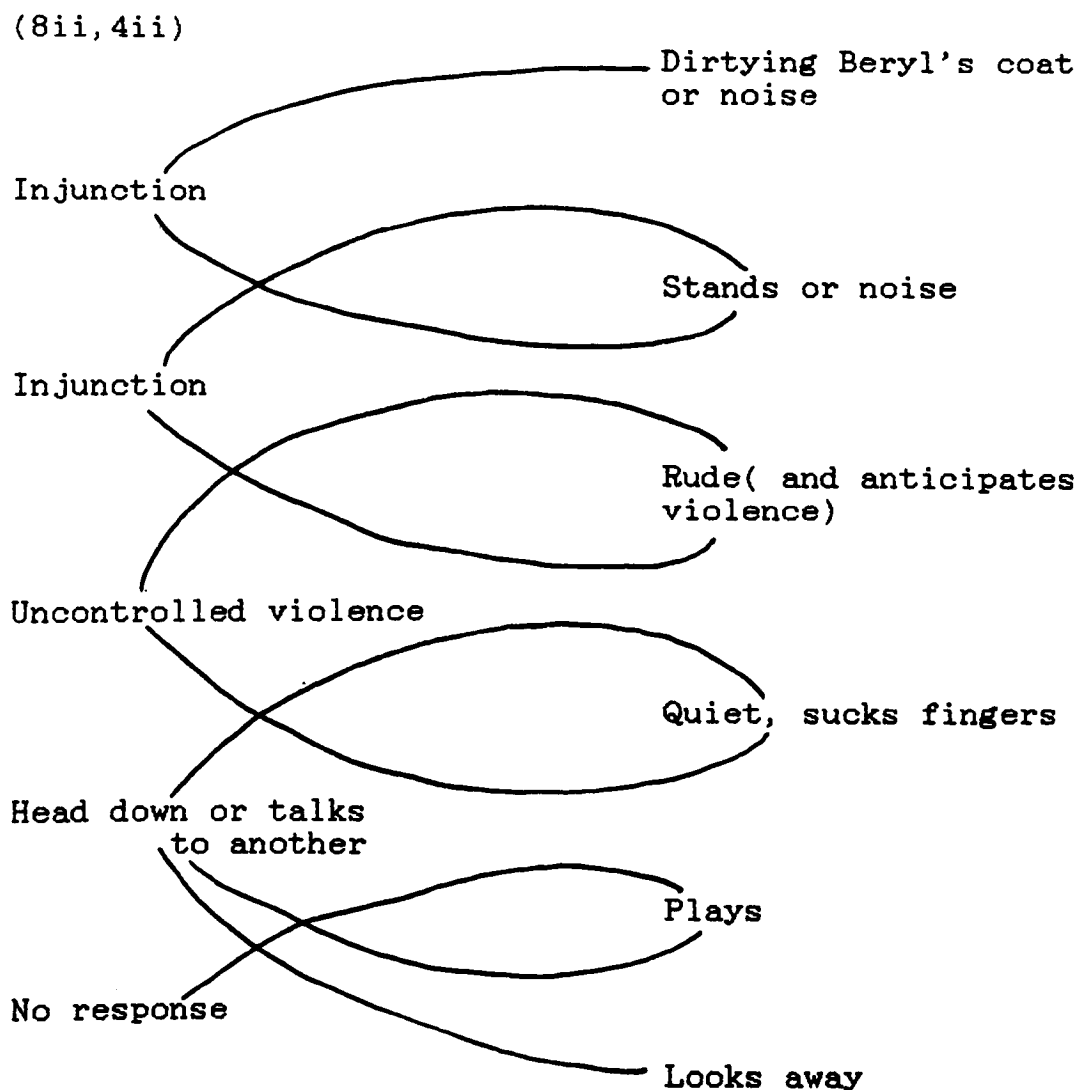 (8ii,4ii)
Dirtying Beryl's coat
or noise
Injunction
Stands or noise
Injunction
Rude( and anticipates
violence)
Uncontrolled violence
Quiet, sucks fingers
Head down or talks
to another
Plays
No response
Looks away